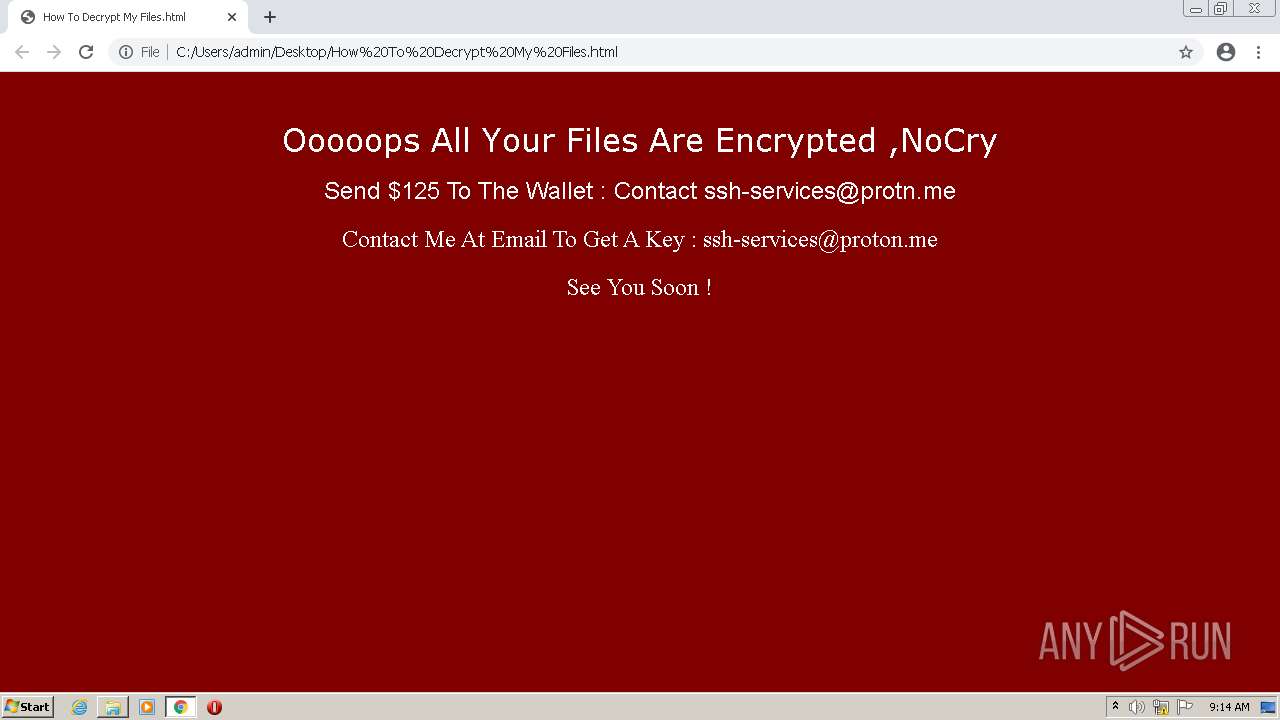 How To Decrypt My Files.html
File
C:/Users/admin/Desktop/How%20To%20Decrypt%20My%20Files.html
Ooooops All Your Files Are Encrypted ,NoCry
Send $125 To The Wallet : Contact ssh-services@protn.me
Contact Me At Email To Get A Key : ssh-services@proton.me
See You Soon !
ANY RUN
Start
9:14 AM